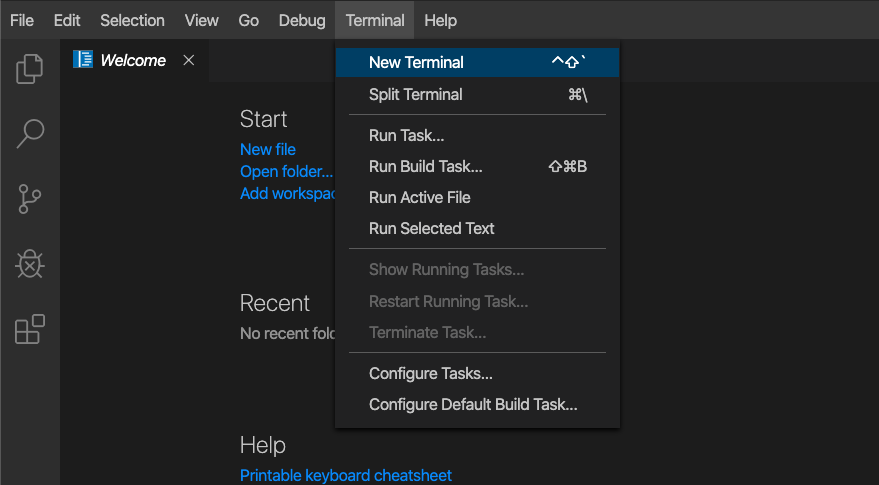 File Edit Selection View Go Debug Terminal Help
Welcome
Start
New file
Open folder...
Add workspac
Recent
No recent fold
Help
Printable keyboard cheatsheet
New Terminal ⌃⇧`
Split Terminal ⌘\
Run Task...
Run Build Task... ⇧⌘B
Run Active File
Run Selected Text
Show Running Tasks...
Restart Running Task...
Terminate Task...
Configure Tasks...
Configure Default Build Task...